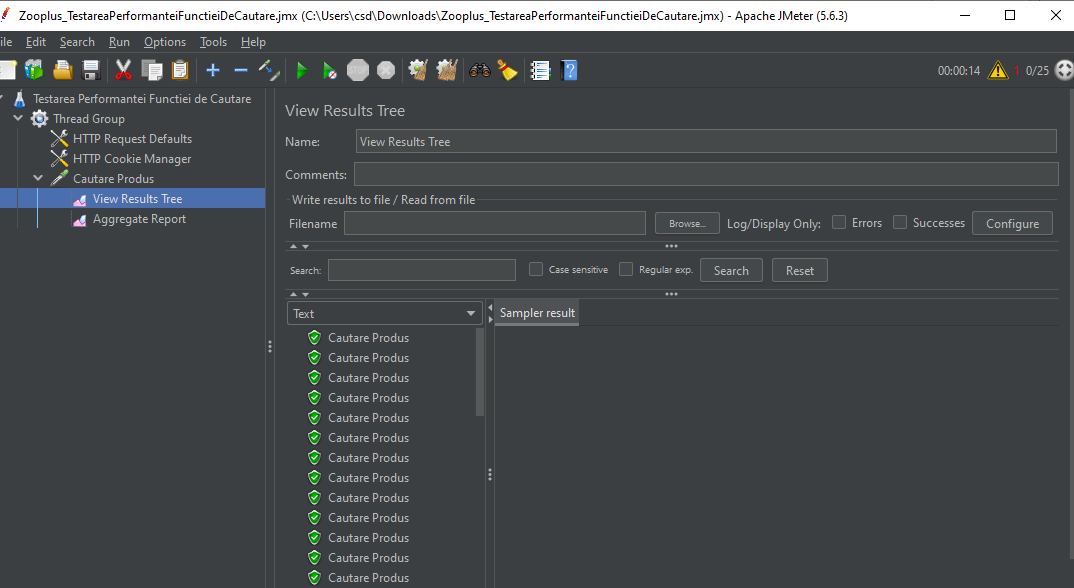 Zooplus_TestareaPerformanteiFunctieiDeCautare.jmx (C:\Users\csd\Downloads\Zooplus_TestareaPerformanteiFunctieiDeCautare.jmx) - Apache JMeter (5.6.3)
ile Edit Search Run Options Tools Help
STOP 00:00:14 1 0/25
Testarea Performantei Functiei de Cautare
Thread Group
HTTP Request Defaults
HTTP Cookie Manager
Cautare Produs
View Results Tree
Aggregate Report
View Results Tree
Name: View Results Tree
Comments:
Write results to file / Read from file
Filename Browse... Log/Display Only: Errors Successes Configure
Search: Case sensitive Regular exp. Search Reset
Text
Sampler result
Cautare Produs
Cautare Produs
Cautare Produs
Cautare Produs
Cautare Produs
Cautare Produs
Cautare Produs
Cautare Produs
Cautare Produs
Cautare Produs
Cautare Produs
Cautare Produs
Cautare Produs